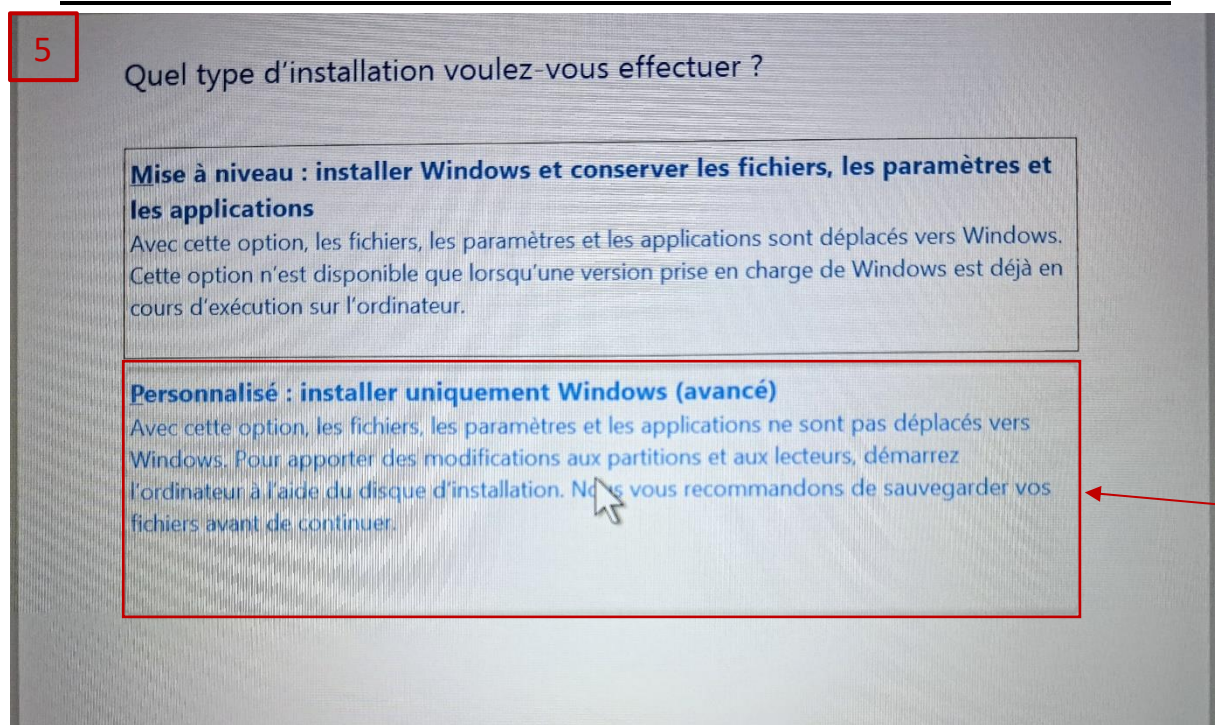 5
Quel type d'installation voulez-vous effectuer ?
Mise à niveau : installer Windows et conserver les fichiers, les paramètres et
les applications
Avec cette option, les fichiers, les paramètres et les applications sont déplacés vers Windows.
Cette option n'est disponible que lorsqu'une version prise en charge de Windows est déjà en
cours d'exécution sur l'ordinateur.
Personnalisé : installer uniquement Windows (avancé)
Avec cette option, les fichiers, les paramètres et les applications ne sont pas déplacés vers
Windows. Pour apporter des modifications aux partitions et aux lecteurs, démarrez
l'ordinateur à l'aide du disque d'installation. Nous vous recommandons de sauvegarder vos
fichiers avant de continuer.